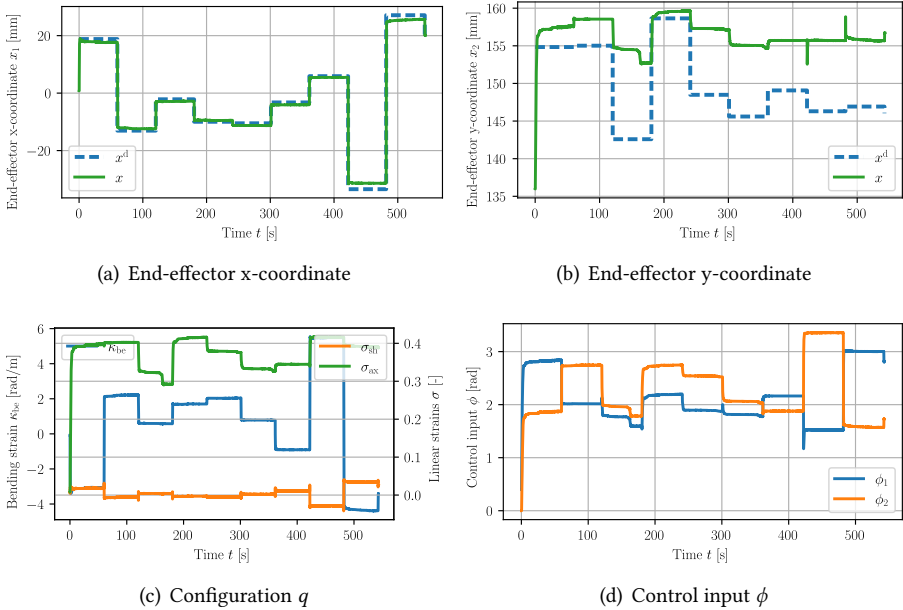 End-effector x-coordinate x₁ [mm]
20
0
−20
xᵈ
x
0
100
200
300
400
500
Time t [s]
(a) End-effector x-coordinate
End-effector y-coordinate x₂ [mm]
160
155
150
145
140
135
xᵈ
x
0
100
200
300
400
500
Time t [s]
(b) End-effector y-coordinate
Bending strain κbe [rad/m]
6
4
2
0
−2
−4
κbe
σsh
σax
0.4
0.3
0.2
0.1
0.0
Linear strains σ [-]
0
100
200
300
400
500
Time t [s]
(c) Configuration q
Control input ϕ [rad]
3
2
1
0
ϕ₁
ϕ₂
0
100
200
300
400
500
Time t [s]
(d) Control input ϕ